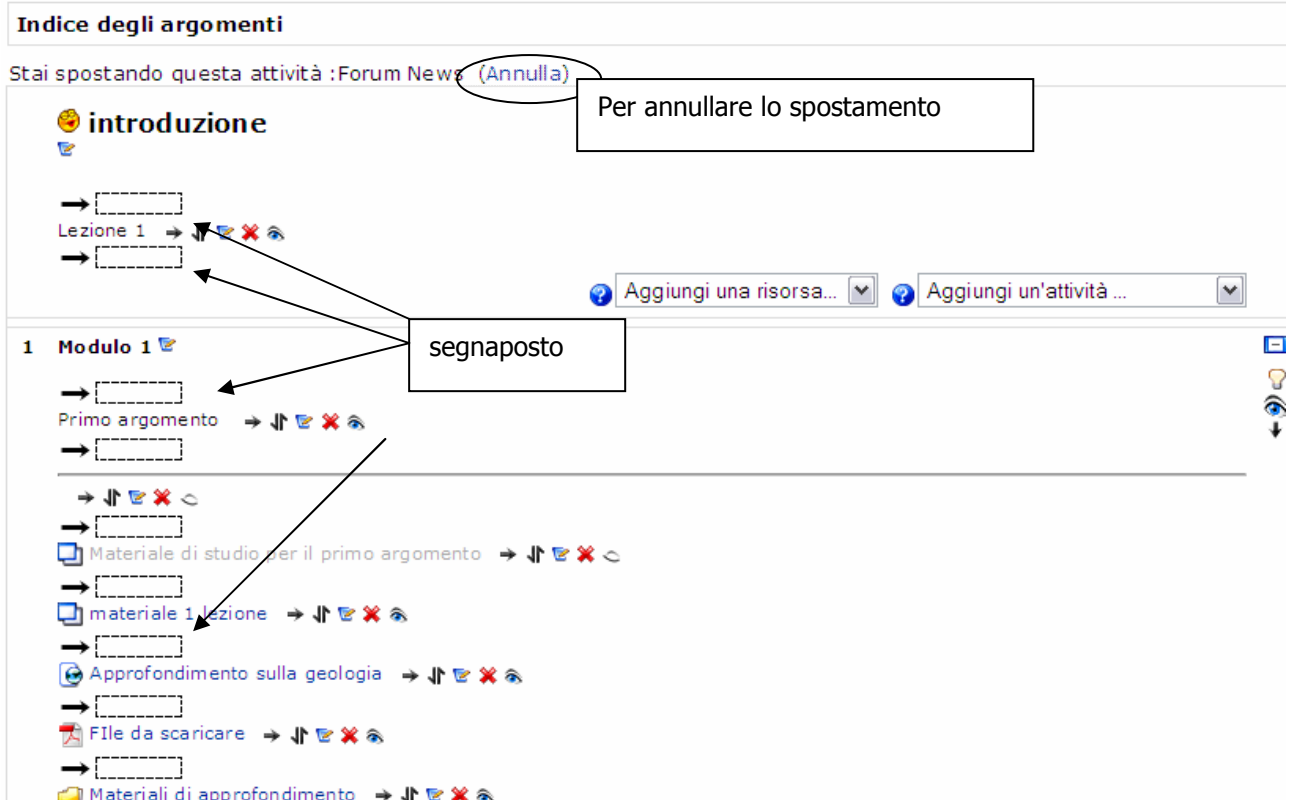 Indice degli argomenti
Stai spostando questa attività :Forum News (Annulla)
Per annullare lo spostamento
introduzione
Lezione 1
Aggiungi una risorsa... Aggiungi un'attività ...
1 Modulo 1
segnaposto
Primo argomento
Materiale di studio per il primo argomento
materiale 1 lezione
Approfondimento sulla geologia
FIle da scaricare
Materiali di approfondimento